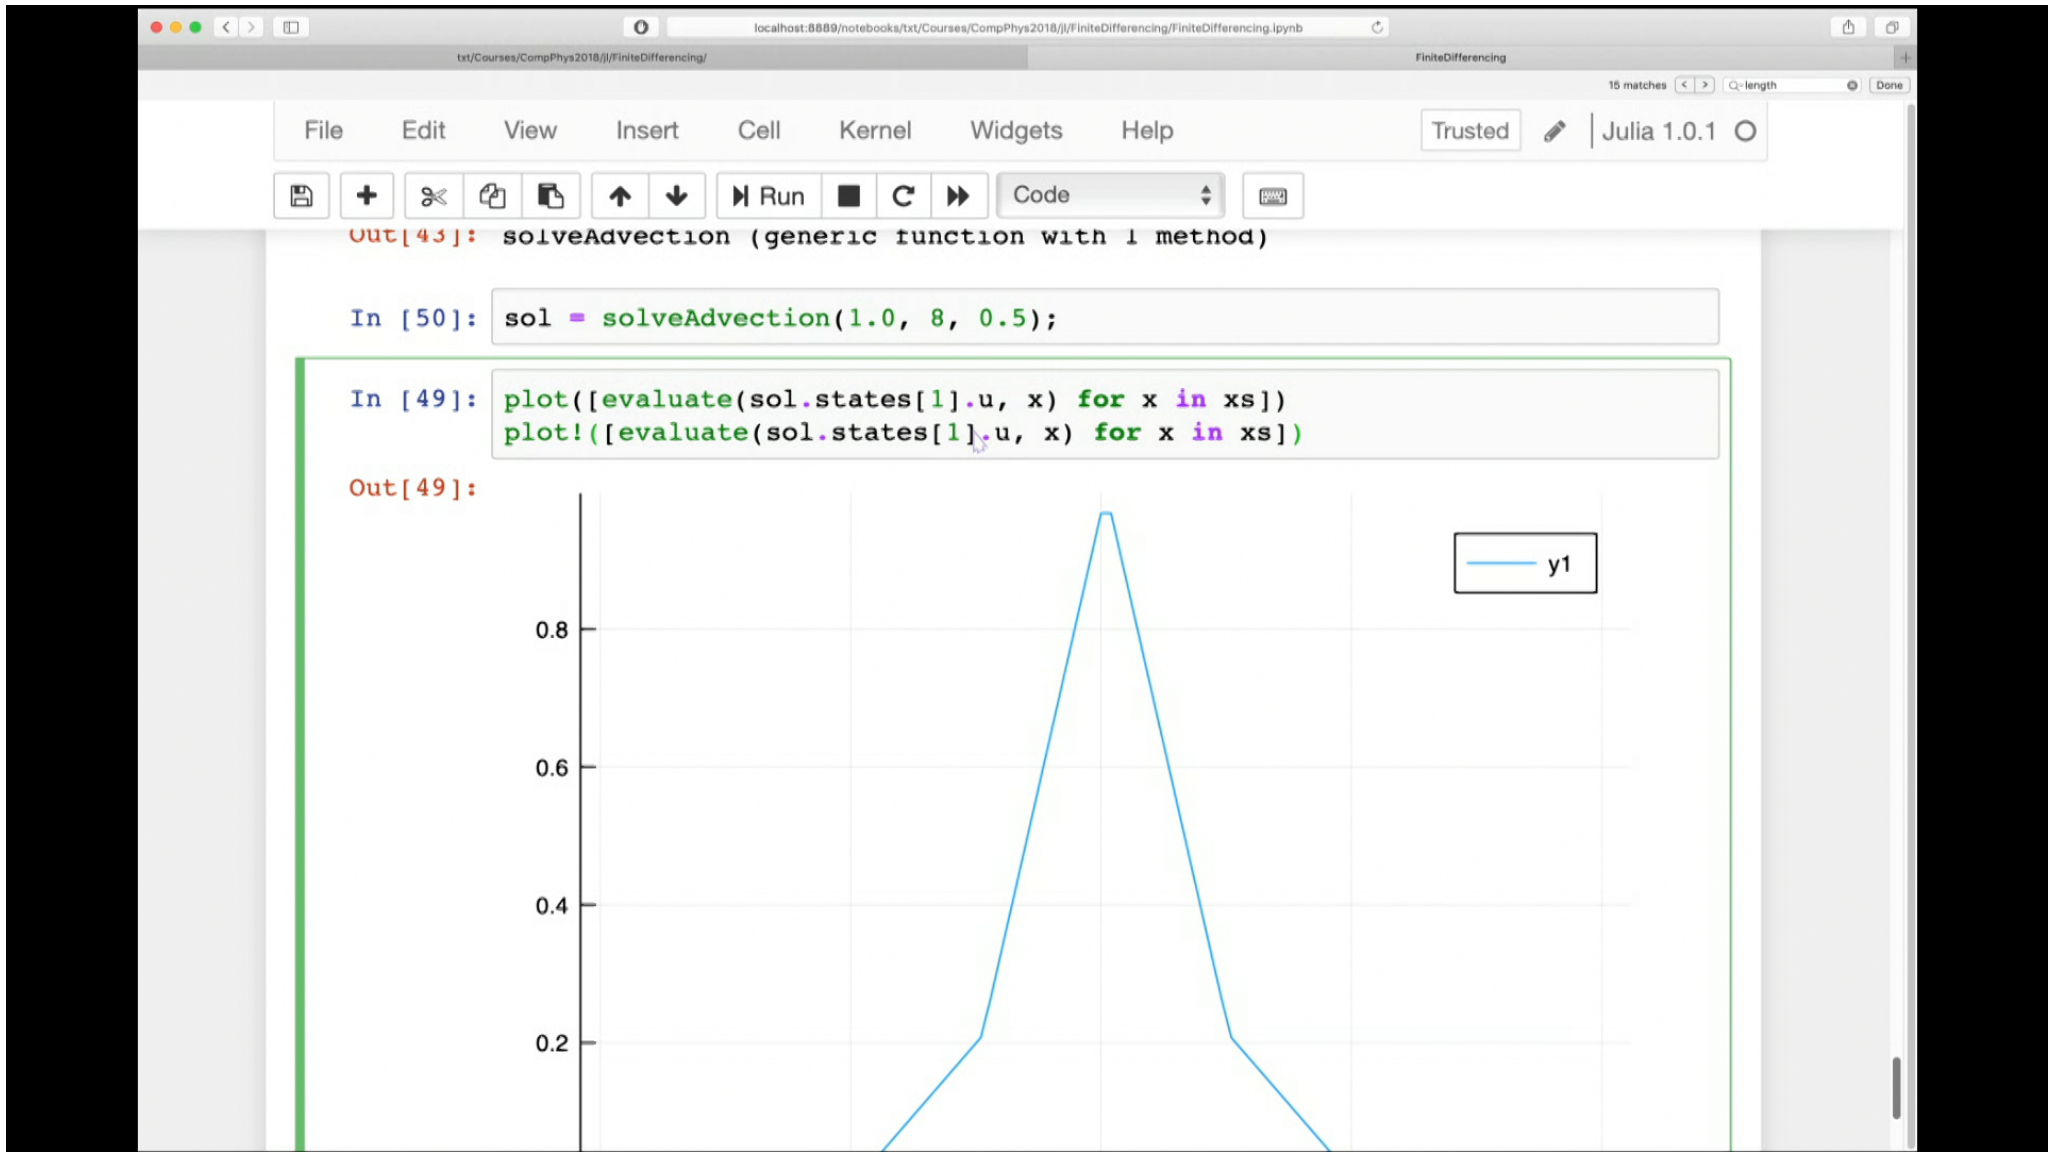 localhost:8889/notebooks/txt/Courses/CompPhys2018/jl/FiniteDifferencing/FiniteDifferencing.ipynb
txt/Courses/CompPhys2018/jl/FiniteDifferencing/ FiniteDifferencing
15 matches length Done
File Edit View Insert Cell Kernel Widgets Help Trusted Julia 1.0.1
Run Code
Out[43]: solveAdvection (generic function with 1 method)
In [50]: sol = solveAdvection(1.0, 8, 0.5);
In [49]: plot([evaluate(sol.states[1].u, x) for x in xs])
plot!([evaluate(sol.states[1].u, x) for x in xs])
Out[49]:
y1
0.8
0.6
0.4
0.2